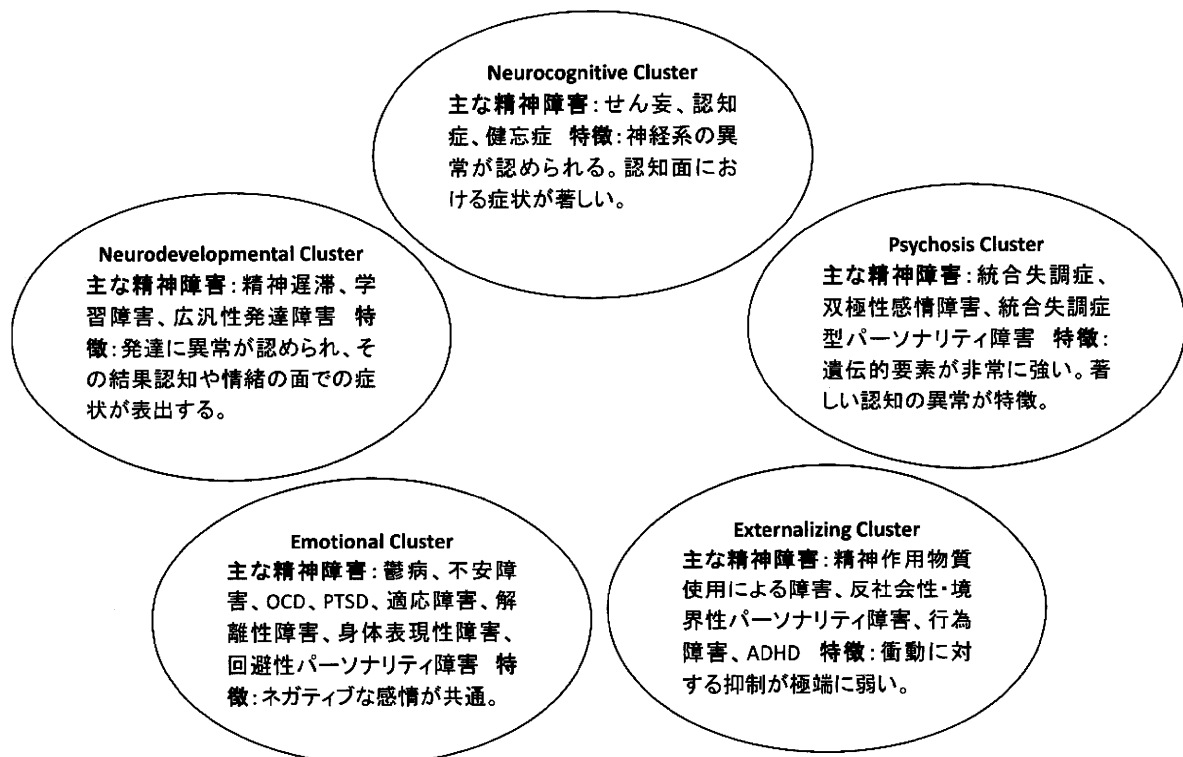 Neurocognitive Cluster
主な精神障害：せん妄、認知
症、健忘症　特徴：神経系の異
常が認められる。認知面にお
ける症状が著しい。
Neurodevelopmental Cluster
主な精神障害：精神遅滞、学
習障害、広汎性発達障害　特
徴：発達に異常が認められ、そ
の結果認知や情緒の面での症
状が表出する。
Psychosis Cluster
主な精神障害：統合失調症、
双極性感情障害、統合失調症
型パーソナリティ障害　特徴：
遺伝的要素が非常に強い。著
しい認知の異常が特徴。
Emotional Cluster
主な精神障害：鬱病、不安障
害、OCD、PTSD、適応障害、解
離性障害、身体表現性障害、
回避性パーソナリティ障害　特
徴：ネガティブな感情が共通。
Externalizing Cluster
主な精神障害：精神作用物質
使用による障害、反社会性・境
界性パーソナリティ障害、行為
障害、ADHD　特徴：衝動に対
する抑制が極端に弱い。